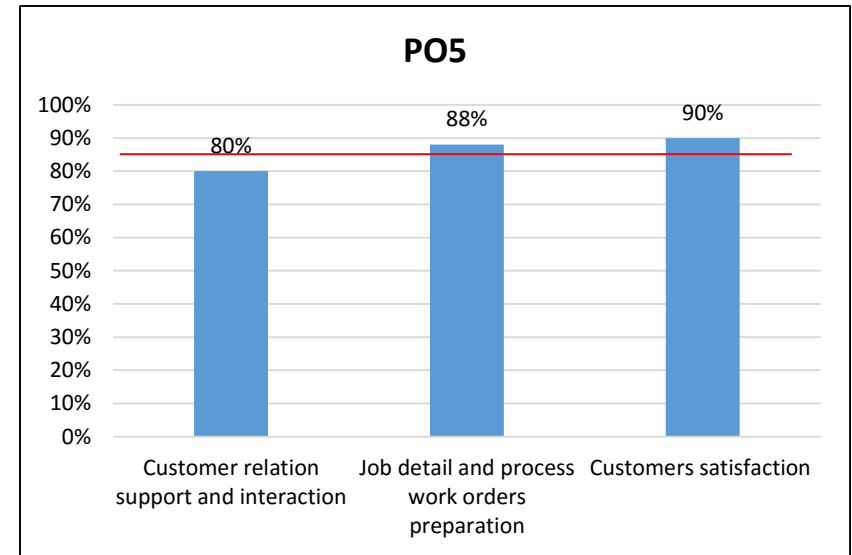 PO5
100%
90%
80%
70%
60%
50%
40%
30%
20%
10%
0%
80%
88%
90%
Customer relation
support and interaction
Job detail and process
work orders
preparation
Customers satisfaction